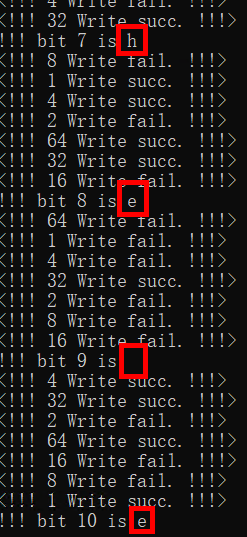 <!!! 4 Write fail. !!!>
<!!! 32 Write succ. !!!>
!!! bit 7 is h
<!!! 8 Write fail. !!!>
<!!! 1 Write succ. !!!>
<!!! 4 Write succ. !!!>
<!!! 2 Write fail. !!!>
<!!! 64 Write succ. !!!>
<!!! 32 Write succ. !!!>
<!!! 16 Write fail. !!!>
!!! bit 8 is e
<!!! 64 Write fail. !!!>
<!!! 1 Write fail. !!!>
<!!! 4 Write fail. !!!>
<!!! 32 Write succ. !!!>
<!!! 2 Write fail. !!!>
<!!! 8 Write fail. !!!>
<!!! 16 Write fail. !!!>
!!! bit 9 is
<!!! 4 Write succ. !!!>
<!!! 32 Write succ. !!!>
<!!! 2 Write fail. !!!>
<!!! 64 Write succ. !!!>
<!!! 16 Write fail. !!!>
<!!! 8 Write fail. !!!>
<!!! 1 Write succ. !!!>
!!! bit 10 is e